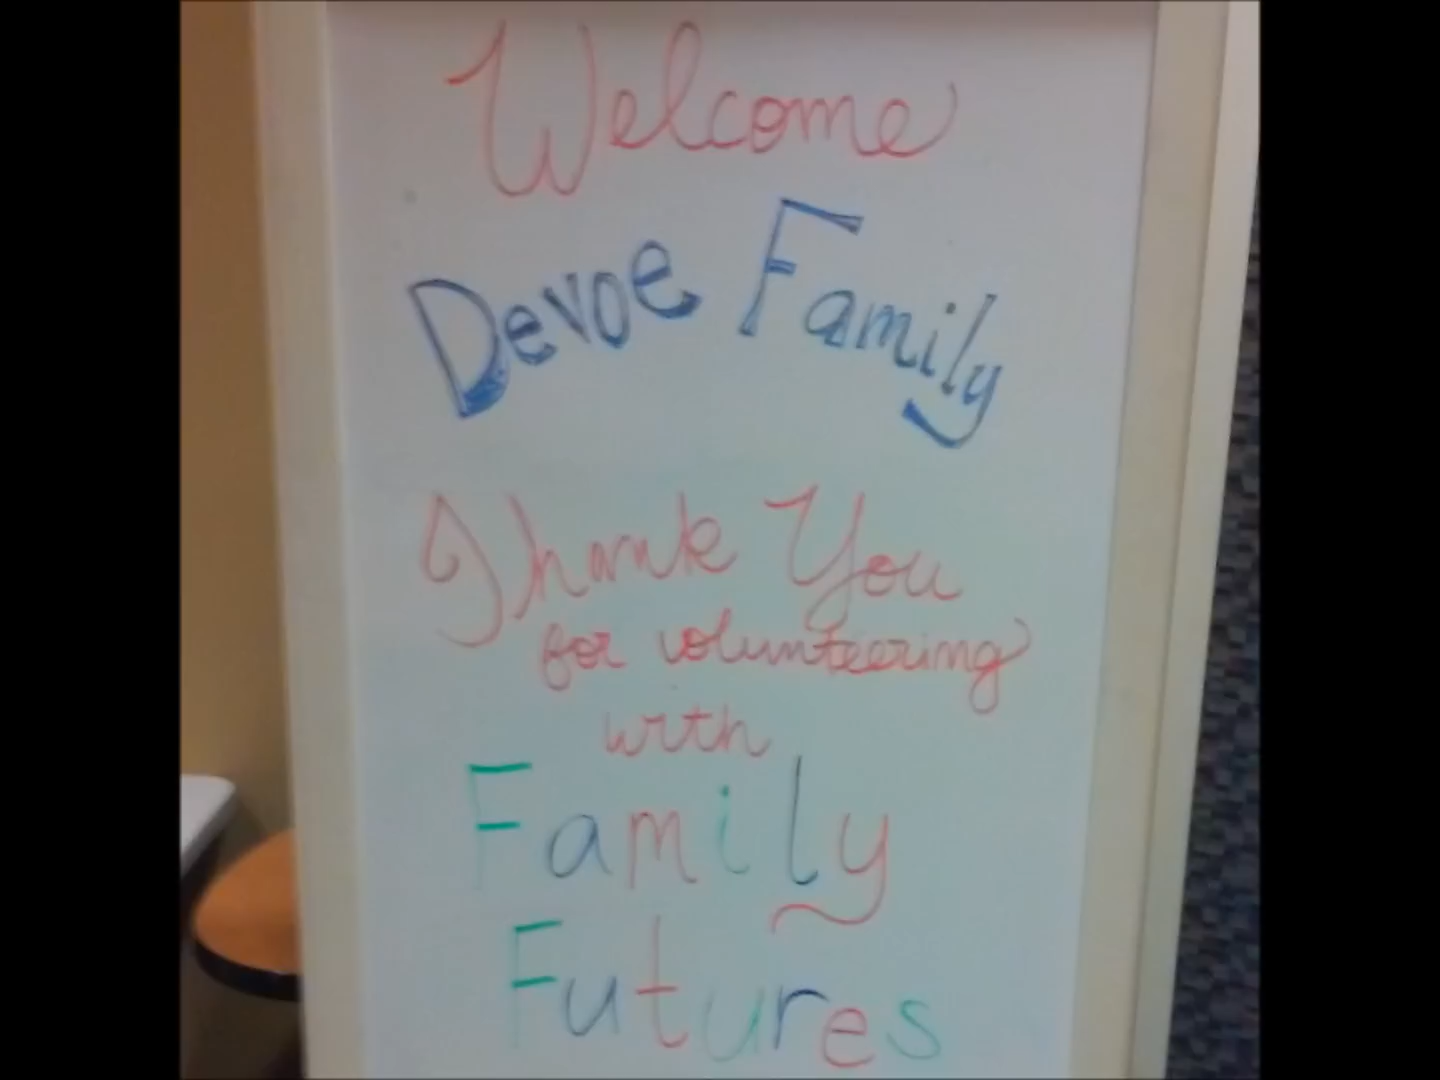 Welcome
Devoe Family
Thank You
for volunteering
with
Family
Futures